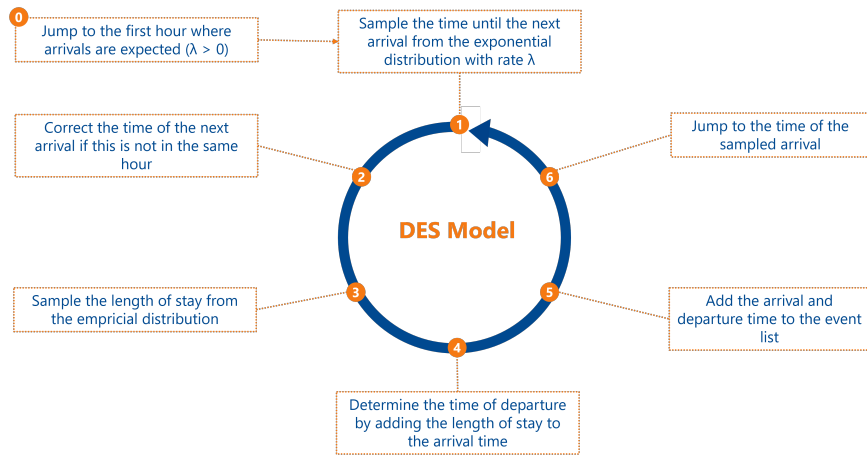 0
Jump to the first hour where
arrivals are expected (λ > 0)
Sample the time until the next
arrival from the exponential
distribution with rate λ
1
Correct the time of the next
arrival if this is not in the same
hour
2
Sample the length of stay from
the empricial distribution
3
Determine the time of departure
by adding the length of stay to
the arrival time
4
Add the arrival and
departure time to the event
list
5
Jump to the time of the
sampled arrival
6
DES Model